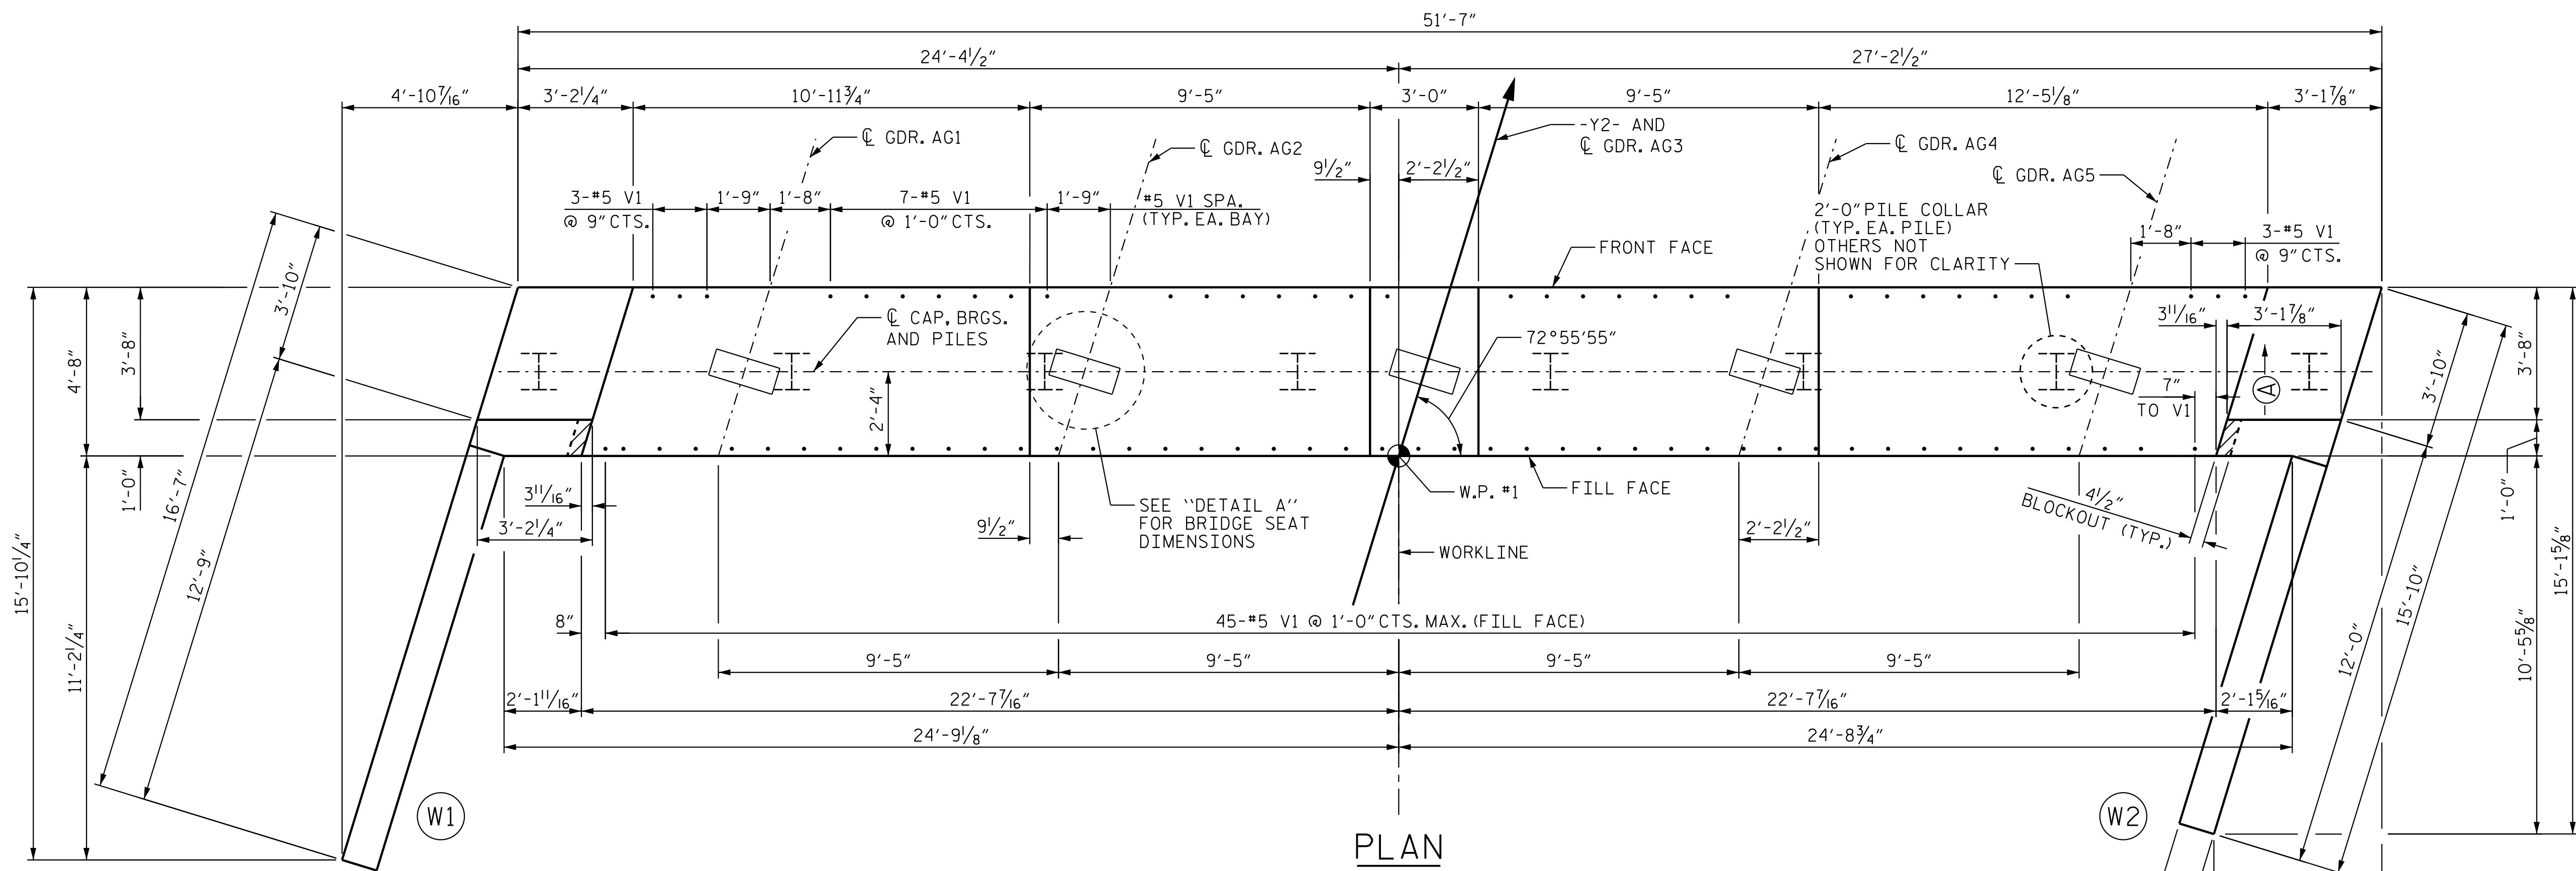 51'-7"
24'-4 1/2"
27'-2 1/2"
4'-10 7/16"
3'-2 1/4"
10'-11 3/4"
9'-5"
3'-0"
9'-5"
12'-5 1/8"
3'-1 7/8"
℄ GDR. AG1
℄ GDR. AG2
-Y2- AND
℄ GDR. AG3
℄ GDR. AG4
℄ GDR. AG5
9 1/2"
2'-2 1/2"
3-#5 V1
@ 9" CTS.
1'-9"
1'-8"
7-#5 V1
@ 1'-0" CTS.
1'-9"
#5 V1 SPA.
(TYP. EA. BAY)
2'-0" PILE COLLAR
(TYP. EA. PILE)
OTHERS NOT
SHOWN FOR CLARITY
1'-8"
3-#5 V1
@ 9" CTS.
FRONT FACE
3'-10"
3'-8"
4'-8"
℄ CAP, BRGS.
AND PILES
72°55'55"
3 11/16"
3'-1 7/8"
A
7"
TO V1
2'-4"
3'-8"
3'-10"
1'-0"
1'-0"
16'-7"
12'-9"
15'-10 1/4"
11'-2 1/4"
3 11/16"
3'-2 1/4"
9 1/2"
SEE "DETAIL A"
FOR BRIDGE SEAT
DIMENSIONS
W.P. #1
FILL FACE
WORKLINE
2'-2 1/2"
4 1/2"
BLOCKOUT (TYP.)
15'-1 5/8"
10'-5 5/8"
15'-10"
12'-0"
8"
45-#5 V1 @ 1'-0" CTS. MAX. (FILL FACE)
9'-5"
9'-5"
9'-5"
9'-5"
2'-1 11/16"
22'-7 7/16"
22'-7 7/16"
2'-1 5/16"
24'-9 1/8"
24'-8 3/4"
W1
W2
PLAN